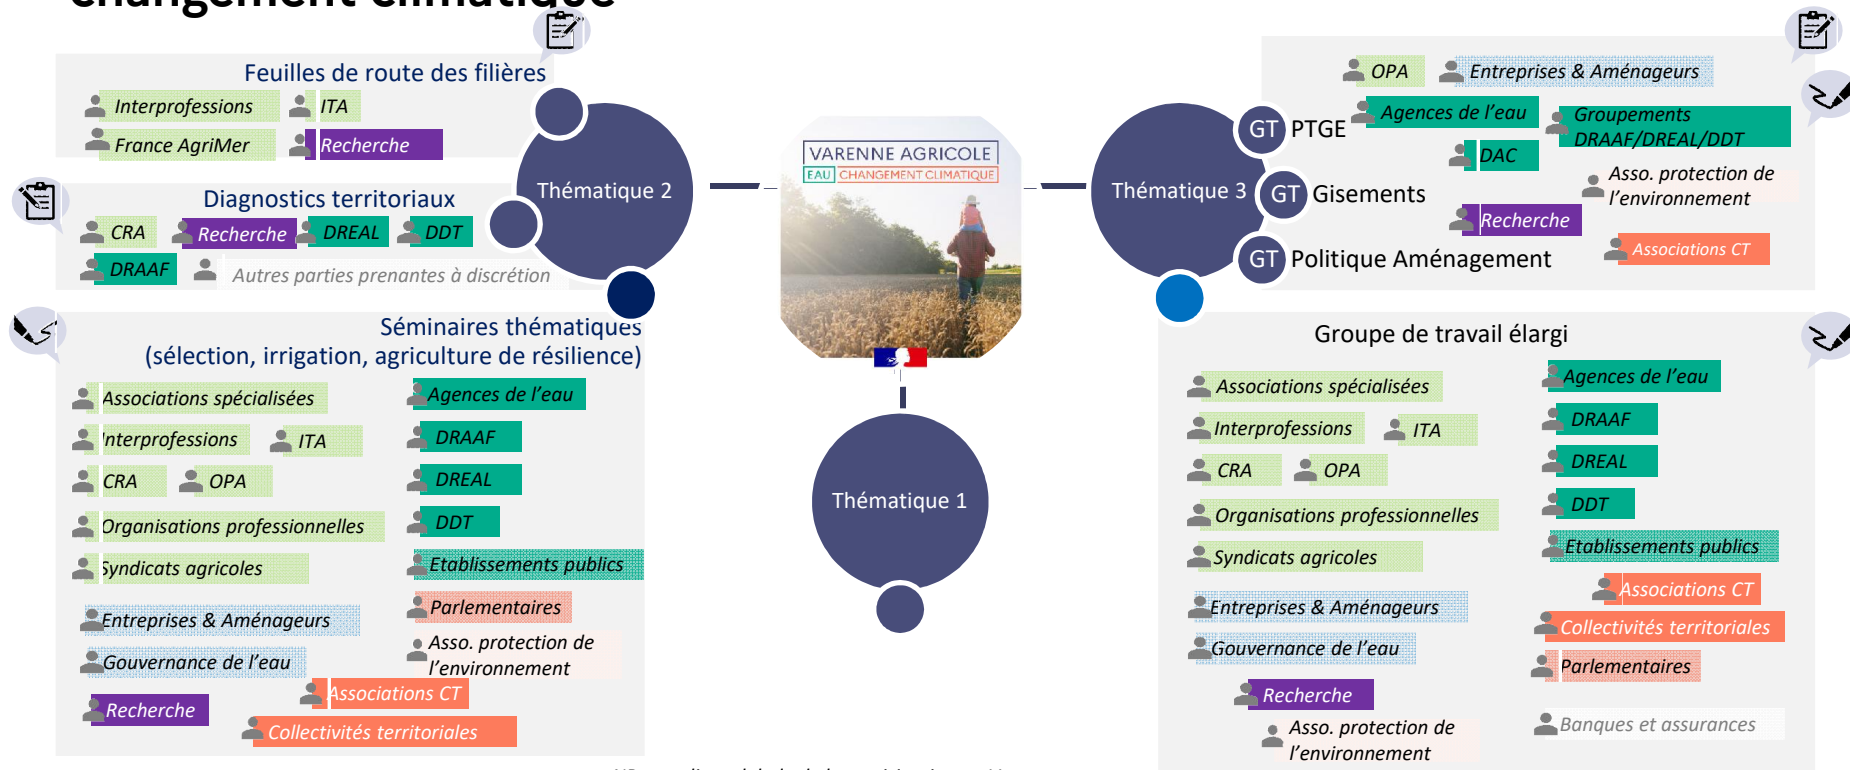 changement climatique
Feuilles de route des filières
Interprofessions
ITA
France AgriMer
Recherche
Diagnostics territoriaux
CRA
Recherche
DREAL
DDT
DRAAF
Autres parties prenantes à discrétion
Séminaires thématiques
(sélection, irrigation, agriculture de résilience)
Associations spécialisées
Interprofessions
ITA
CRA
OPA
Organisations professionnelles
Syndicats agricoles
Entreprises & Aménageurs
Gouvernance de l'eau
Recherche
Agences de l'eau
DRAAF
DREAL
DDT
Etablissements publics
Parlementaires
Asso. protection de
l'environnement
Associations CT
Collectivités territoriales
Thématique 2
VARENNE AGRICOLE
EAU CHANGEMENT CLIMATIQUE
Thématique 1
Thématique 3
GT PTGE
GT Gisements
GT Politique Aménagement
OPA
Entreprises & Aménageurs
Agences de l'eau
Groupements
DRAAF/DREAL/DDT
DAC
Asso. protection de
l'environnement
Recherche
Associations CT
Groupe de travail élargi
Associations spécialisées
Interprofessions
ITA
CRA
OPA
Organisations professionnelles
Syndicats agricoles
Entreprises & Aménageurs
Gouvernance de l'eau
Recherche
Asso. protection de
l'environnement
Agences de l'eau
DRAAF
DREAL
DDT
Etablissements publics
Associations CT
Collectivités territoriales
Parlementaires
Banques et assurances